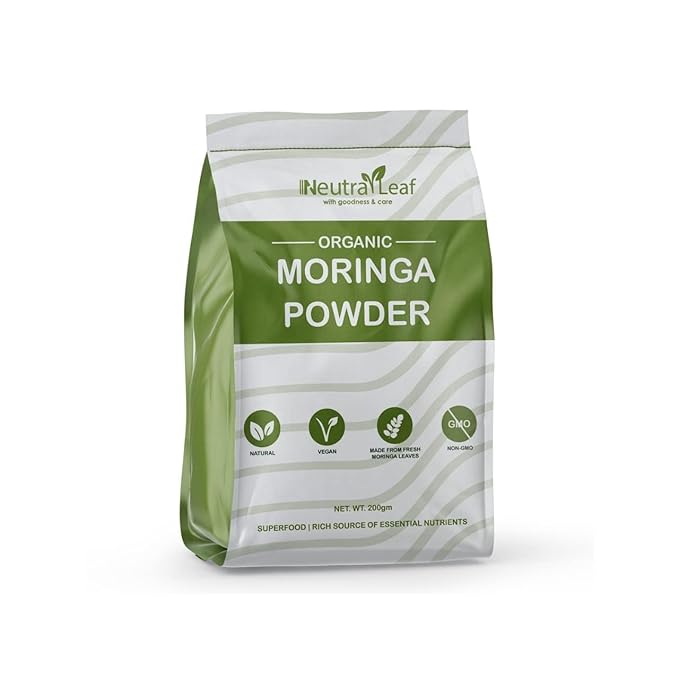 NeutraLeaf
with goodness & care
ORGANIC
MORINGA
POWDER
NATURAL
VEGAN
MADE FROM FRESH
MORINGA LEAVES
GMO
NON-GMO
NET. WT. 200gm
SUPERFOOD | RICH SOURCE OF ESSENTIAL NUTRIENTS